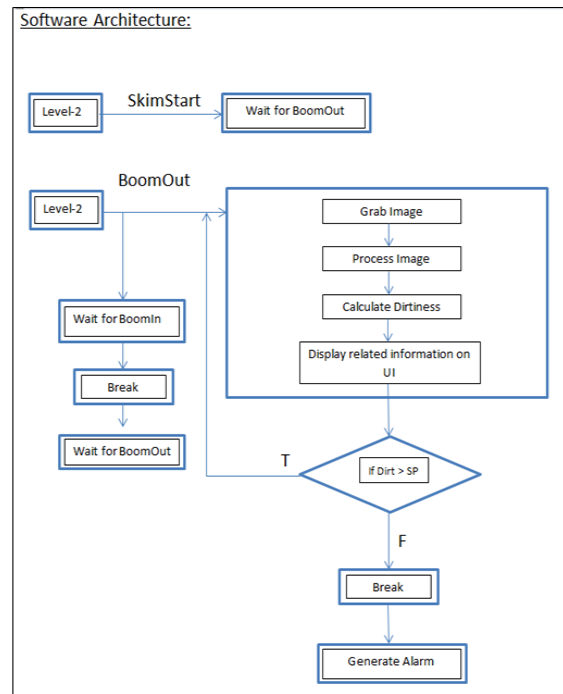 Software Architecture:
SkimStart
Level-2
Wait for BoomOut
BoomOut
Level-2
Grab Image
Process Image
Calculate Dirtiness
Display related information on
UI
Wait for BoomIn
Break
Wait for BoomOut
T
If Dirt > SP
F
Break
Generate Alarm